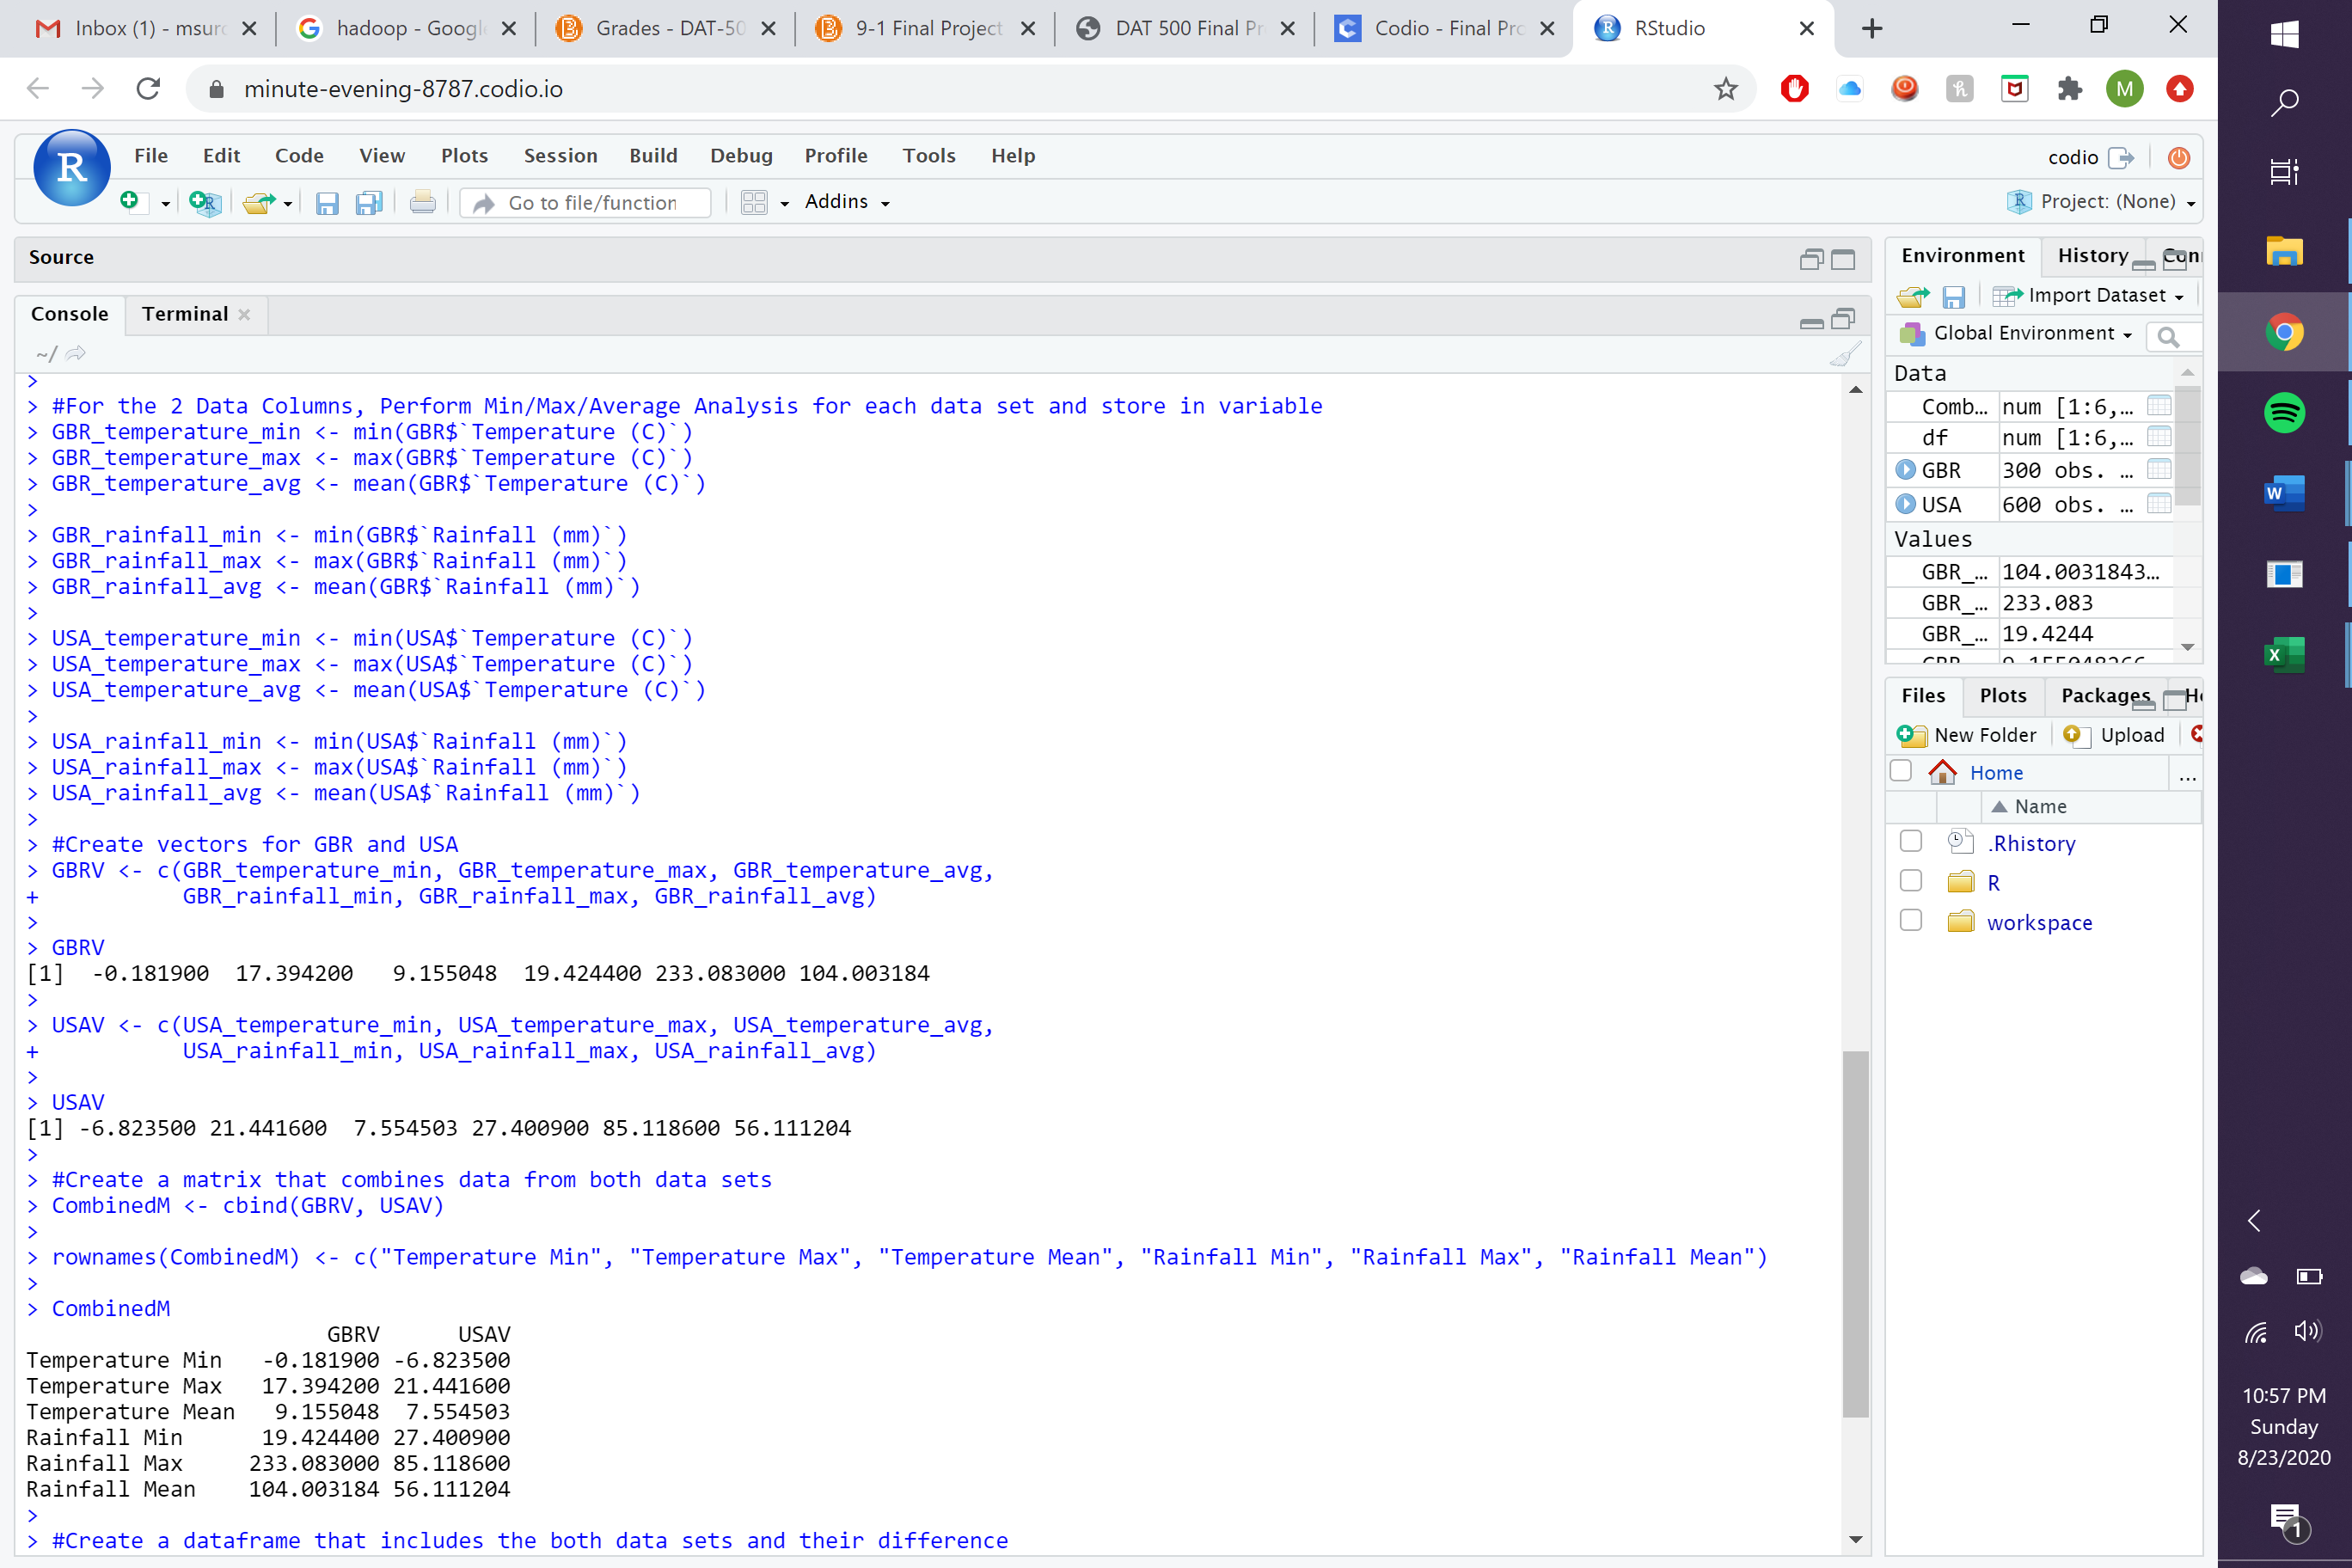 Inbox (1) - msurc
hadoop - Google
Grades - DAT-50
9-1 Final Project
DAT 500 Final Pr
Codio - Final Pro
RStudio
minute-evening-8787.codio.io
M
File Edit Code View Plots Session Build Debug Profile Tools Help
codio
Go to file/function
Addins
Project: (None)
Source
Console Terminal
~/
>
> #For the 2 Data Columns, Perform Min/Max/Average Analysis for each data set and store in variable
> GBR_temperature_min <- min(GBR$`Temperature (C)`)
> GBR_temperature_max <- max(GBR$`Temperature (C)`)
> GBR_temperature_avg <- mean(GBR$`Temperature (C)`)
>
> GBR_rainfall_min <- min(GBR$`Rainfall (mm)`)
> GBR_rainfall_max <- max(GBR$`Rainfall (mm)`)
> GBR_rainfall_avg <- mean(GBR$`Rainfall (mm)`)
>
> USA_temperature_min <- min(USA$`Temperature (C)`)
> USA_temperature_max <- max(USA$`Temperature (C)`)
> USA_temperature_avg <- mean(USA$`Temperature (C)`)
>
> USA_rainfall_min <- min(USA$`Rainfall (mm)`)
> USA_rainfall_max <- max(USA$`Rainfall (mm)`)
> USA_rainfall_avg <- mean(USA$`Rainfall (mm)`)
>
> #Create vectors for GBR and USA
> GBRV <- c(GBR_temperature_min, GBR_temperature_max, GBR_temperature_avg,
+           GBR_rainfall_min, GBR_rainfall_max, GBR_rainfall_avg)
>
> GBRV
[1]  -0.181900  17.394200   9.155048  19.424400 233.083000 104.003184
>
> USAV <- c(USA_temperature_min, USA_temperature_max, USA_temperature_avg,
+           USA_rainfall_min, USA_rainfall_max, USA_rainfall_avg)
>
> USAV
[1] -6.823500 21.441600  7.554503 27.400900 85.118600 56.111204
>
> #Create a matrix that combines data from both data sets
> CombinedM <- cbind(GBRV, USAV)
>
> rownames(CombinedM) <- c("Temperature Min", "Temperature Max", "Temperature Mean", "Rainfall Min", "Rainfall Max", "Rainfall Mean")
>
> CombinedM
GBRV      USAV
Temperature Min   -0.181900 -6.823500
Temperature Max   17.394200 21.441600
Temperature Mean   9.155048  7.554503
Rainfall Min      19.424400 27.400900
Rainfall Max     233.083000 85.118600
Rainfall Mean    104.003184 56.111204
>
> #Create a dataframe that includes the both data sets and their difference
Environment History Conn
Import Dataset
Global Environment
Data
Comb… num [1:6,…
df num [1:6,…
GBR 300 obs. …
USA 600 obs. …
Values
GBR_… 104.0031843…
GBR_… 233.083
GBR_… 19.4244
Files Plots Packages He
New Folder Upload
Home ...
Name
.Rhistory
R
workspace
10:57 PM
Sunday
8/23/2020
1